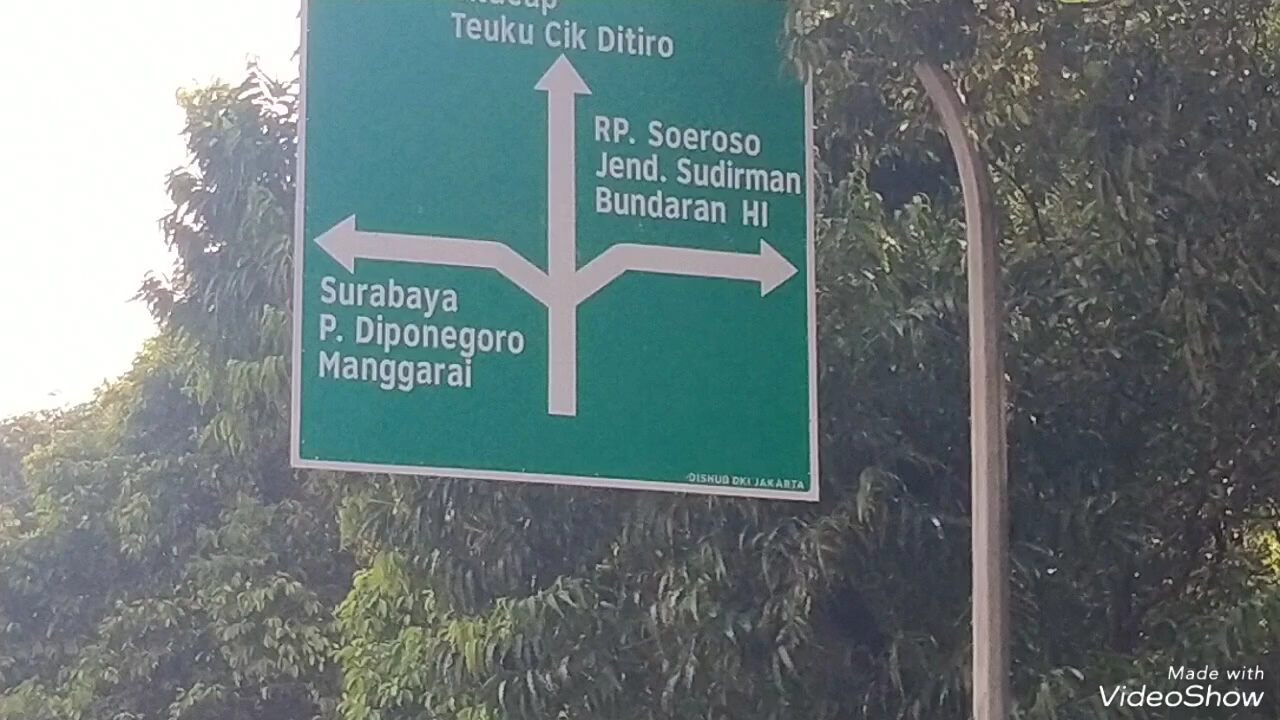 Teuku Cik Ditiro
RP. Soeroso
Jend. Sudirman
Bundaran HI
Surabaya
P. Diponegoro
Manggarai
DISHUB DKI JAKARTA
Made with
VideoShow